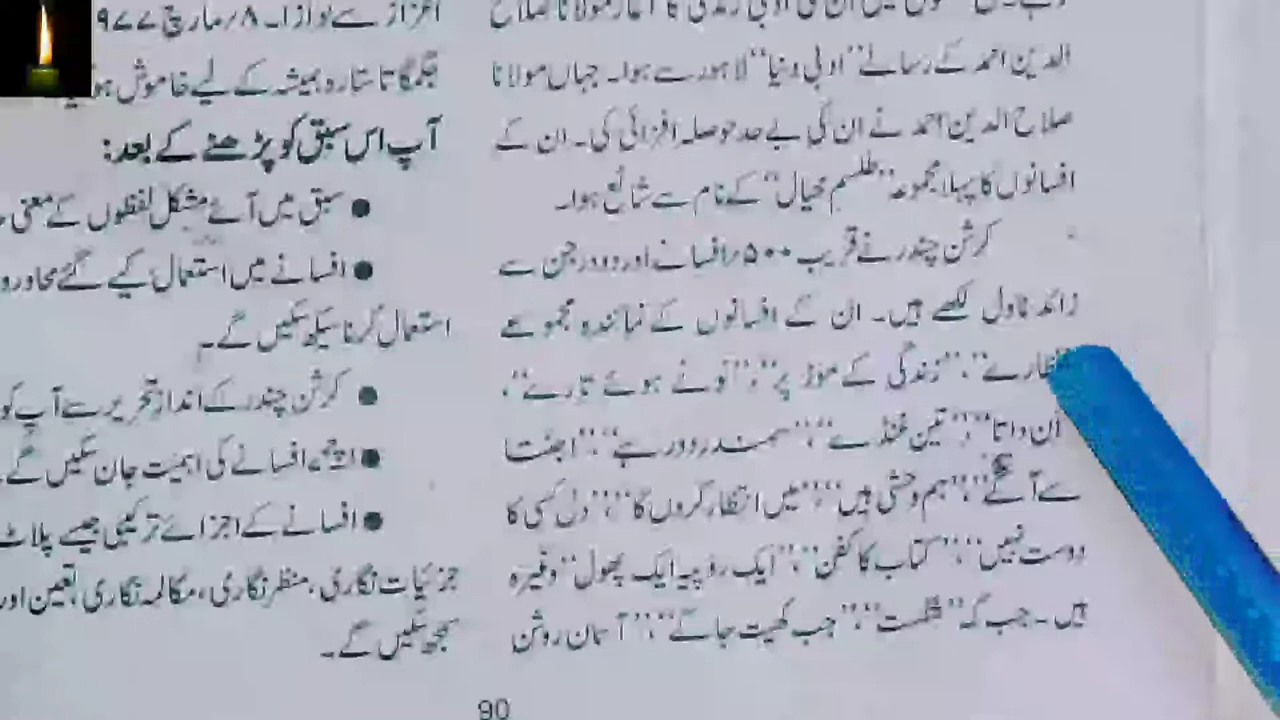 الدین احمد کے رسالے ’’ادبی دنیا‘‘ لاہور سے ہوا۔ جہاں مولانا
صلاح الدین احمد نے ان کی بے حد حوصلہ افزائی کی۔ ان کے
افسانوں کا پہلا مجموعہ ’’طلسم خیال‘‘ کے نام سے شائع ہوا۔
کرشن چندر نے قریب ۵۰۰؍افسانے اور دو درجن سے
زائد ناول لکھے ہیں۔ ان کے افسانوں کے نمائندہ مجموعے
نظارے‘‘، ’’زندگی کے موڑ پر‘‘، ’’ٹوٹے ہوئے تارے‘‘،
ان داتا‘‘، ’’تین غنڈے‘‘، ’’سمندر دور ہے‘‘، ’’اجنتا
سے آگے‘‘، ’’ہم وحشی ہیں‘‘، ’’میں انتظار کروں گا‘‘، ’’دل کسی کا
دوست نہیں‘‘، ’’کتاب کا کفن‘‘، ’’ایک روپیہ ایک پھول‘‘ وغیرہ
ہیں۔ جب کہ ’’شکست‘‘، ’’جب کھیت جاگے‘‘، ’’آسمان روشن
اعزاز سے نوازا۔ ۸؍مارچ ۹۷۷
جگمگاتا ستارہ ہمیشہ کے لیے خاموش
آپ اس سبق کو پڑھنے کے بعد:
● سبق میں آئے مشکل لفظوں کے معنی
● افسانے میں استعمال کیے گئے محاورو
استعمال کرنا سیکھ سکیں گے۔
● کرشن چندر کے انداز تحریر سے آپ کو
● اچھے افسانے کی اہمیت جان سکیں گے۔
● افسانے کے اجزائے ترکیبی جیسے پلاٹ
جزئیات نگاری، منظر نگاری، مکالمہ نگاری، تعین اور
سمجھ سکیں گے۔
90